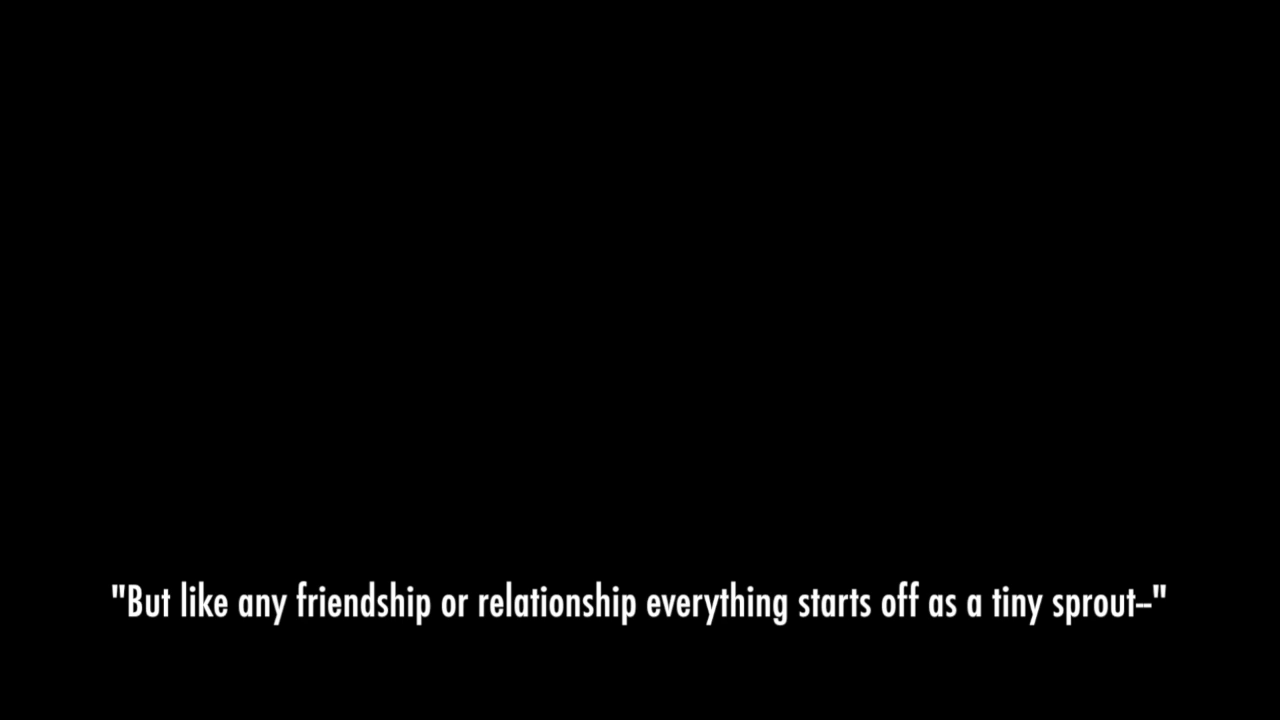 "But like any friendship or relationship everything starts off as a tiny sprout--"